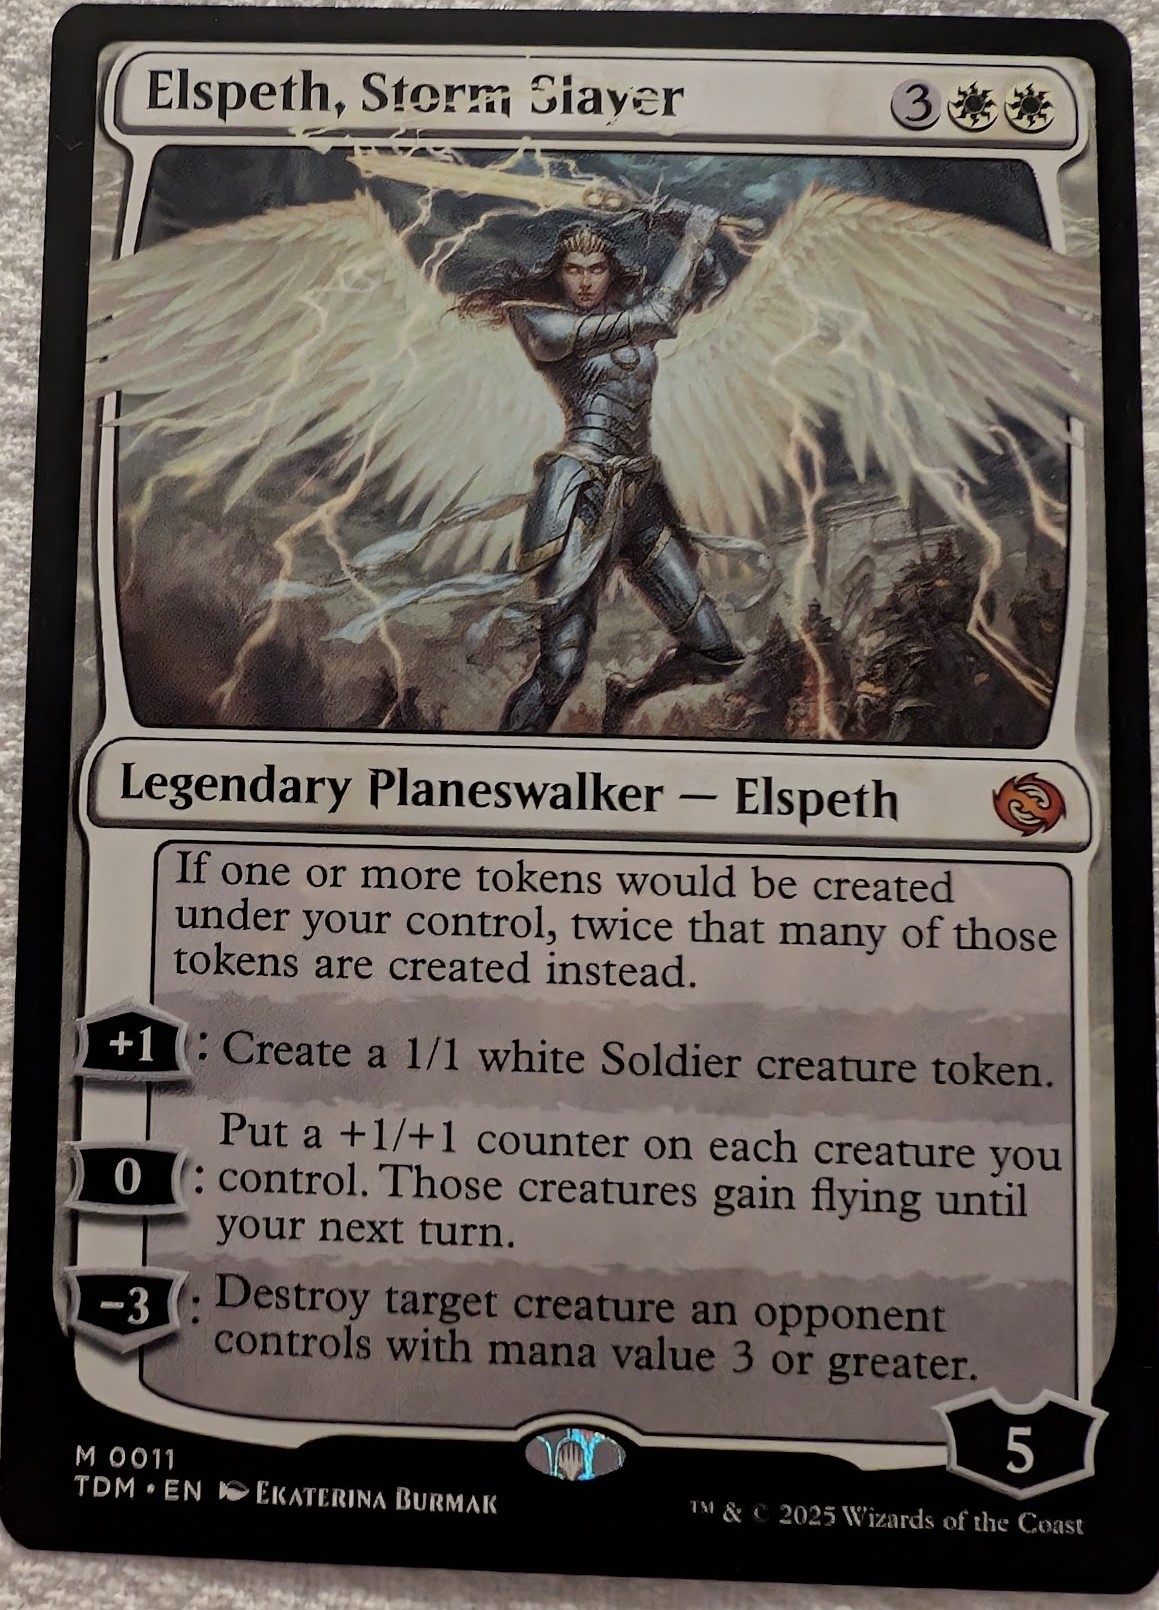 Elspeth, Storm Slayer 3
Legendary Planeswalker — Elspeth
If one or more tokens would be created
under your control, twice that many of those
tokens are created instead.
+1 : Create a 1/1 white Soldier creature token.
Put a +1/+1 counter on each creature you
0 : control. Those creatures gain flying until
your next turn.
−3 : Destroy target creature an opponent
controls with mana value 3 or greater.
5
M 0011
TDM • EN EKATERINA BURMAK
™ & © 2025 Wizards of the Coast